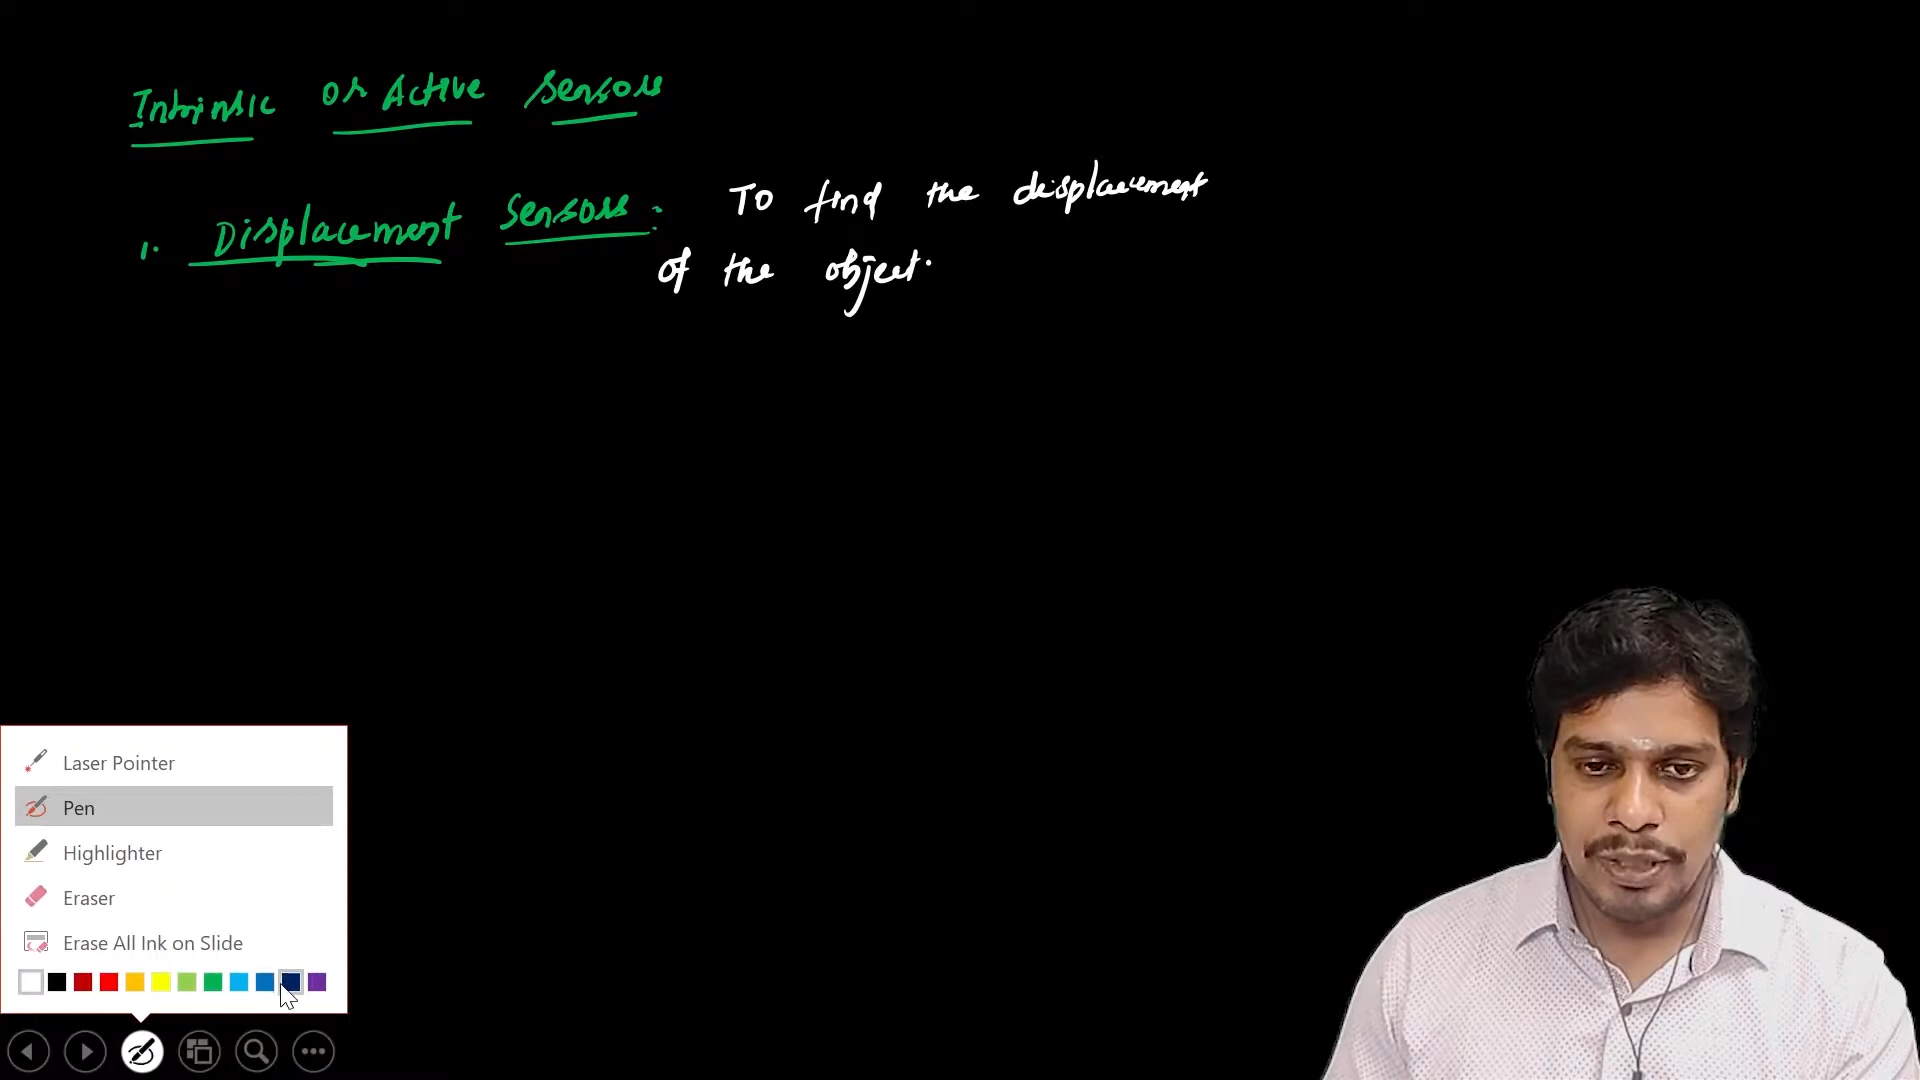 Intrinsic or Active Sensors
1. Displacement Sensors: To find the displacement
of the object.
Laser Pointer
Pen
Highlighter
Eraser
Erase All Ink on Slide